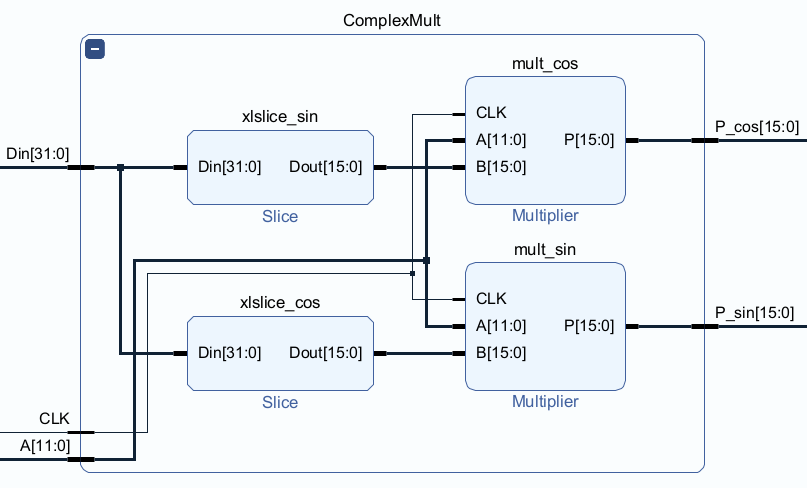 ComplexMult
mult_cos
CLK
xlslice_sin
A[11:0] P[15:0]
P_cos[15:0]
Din[31:0]
Din[31:0] Dout[15:0]
B[15:0]
Slice
Multiplier
mult_sin
xlslice_cos
CLK
A[11:0] P[15:0]
P_sin[15:0]
Din[31:0] Dout[15:0]
B[15:0]
Slice
Multiplier
CLK
A[11:0]